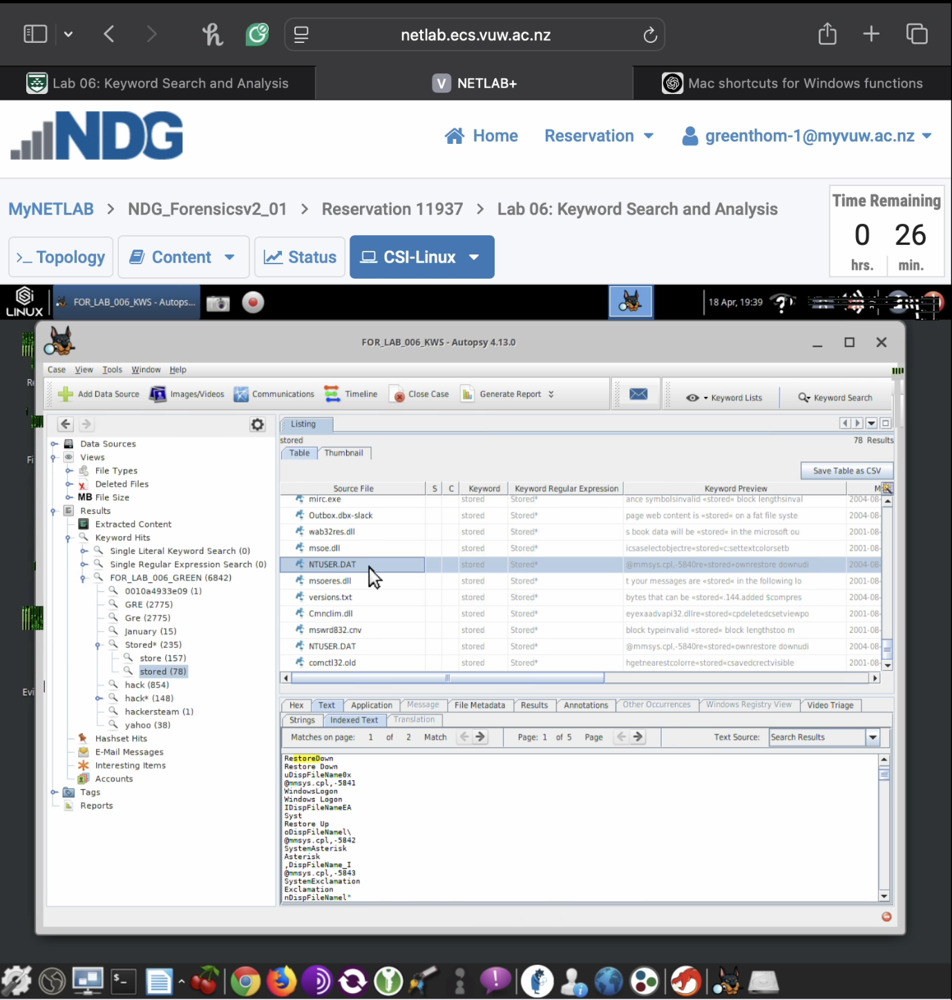 netlab.ecs.vuw.ac.nz
Lab 06: Keyword Search and Analysis
V NETLAB+
Mac shortcuts for Windows functions
NDG
Home Reservation greenthom-1@myvuw.ac.nz
MyNETLAB > NDG_Forensicsv2_01 > Reservation 11937 > Lab 06: Keyword Search and Analysis
Time Remaining
0 26
hrs. min.
>_ Topology Content Status CSI-Linux
LINUX
FOR_LAB_006_KWS - Autops...
18 Apr, 19:39
FOR_LAB_006_KWS - Autopsy 4.13.0
Case View Tools Window Help
Add Data Source Images/Videos Communications Timeline Close Case Generate Report Keyword Lists Keyword Search
Re
Fi
Evi
Data Sources
Views
File Types
Deleted Files
MB File Size
Results
Extracted Content
Keyword Hits
Single Literal Keyword Search (0)
Single Regular Expression Search (0)
FOR_LAB_006_GREEN (6842)
0010a4933e09 (1)
GRE (2775)
Gre (2775)
January (15)
Stored* (235)
store (157)
stored (78)
hack (854)
hack* (148)
hackersteam (1)
yahoo (38)
Hashset Hits
E-Mail Messages
Interesting Items
Accounts
Tags
Reports
Listing
stored 78 Results
Table Thumbnail
Save Table as CSV
Source File S C Keyword Keyword Regular Expression Keyword Preview M
mirc.exe stored Stored* ance symbolsinvalid «stored« block lengthsinval 2004-08-
Outbox.dbx-slack stored Stored* page web content is «stored« on a fat file syste 2004-08-
wab32res.dll stored Stored* s book data will be «stored« in the microsoft ou 2001-08-
msoe.dll stored Stored* icsaselectobjectre«stored«c:settextcolorsetb 2001-08-
NTUSER.DAT stored Stored* @mmsys.cpl,-5840re«stored«ownrestore downudi 2004-08-
msoeres.dll stored Stored* t your messages are «stored« in the following lo 2001-08-
versions.txt stored Stored* bytes that can be «stored«.144.added $compres 2004-08-
Cmnclim.dll stored Stored* eyexaadvapi32.dllre«stored«cpdeletedcsetviewpo 2001-08-
mswrd832.cnv stored Stored* block typeinvalid «stored« block lengthstoo m 2001-08-
NTUSER.DAT stored Stored* @mmsys.cpl,-5840re«stored«ownrestore downudi 2004-08-
comctl32.old stored Stored* hgetnearestcolorre«stored«csavedcrectvisible 2001-08-
Hex Text Application Message File Metadata Results Annotations Other Occurrences Windows Registry View Video Triage
Strings Indexed Text Translation
Matches on page: 1 of 2 Match Page: 1 of 5 Page Text Source: Search Results
RestoreDown
Restore Down
uDispFileName0x
@mmsys.cpl,-5841
WindowsLogon
Windows Logon
IDispFileNameEA
Syst
Restore Up
oDispFileNamel\
@mmsys.cpl,-5842
SystemAsterisk
Asterisk
,DispFileName_I
@mmsys.cpl,-5843
SystemExclamation
Exclamation
nDispFileNamel"